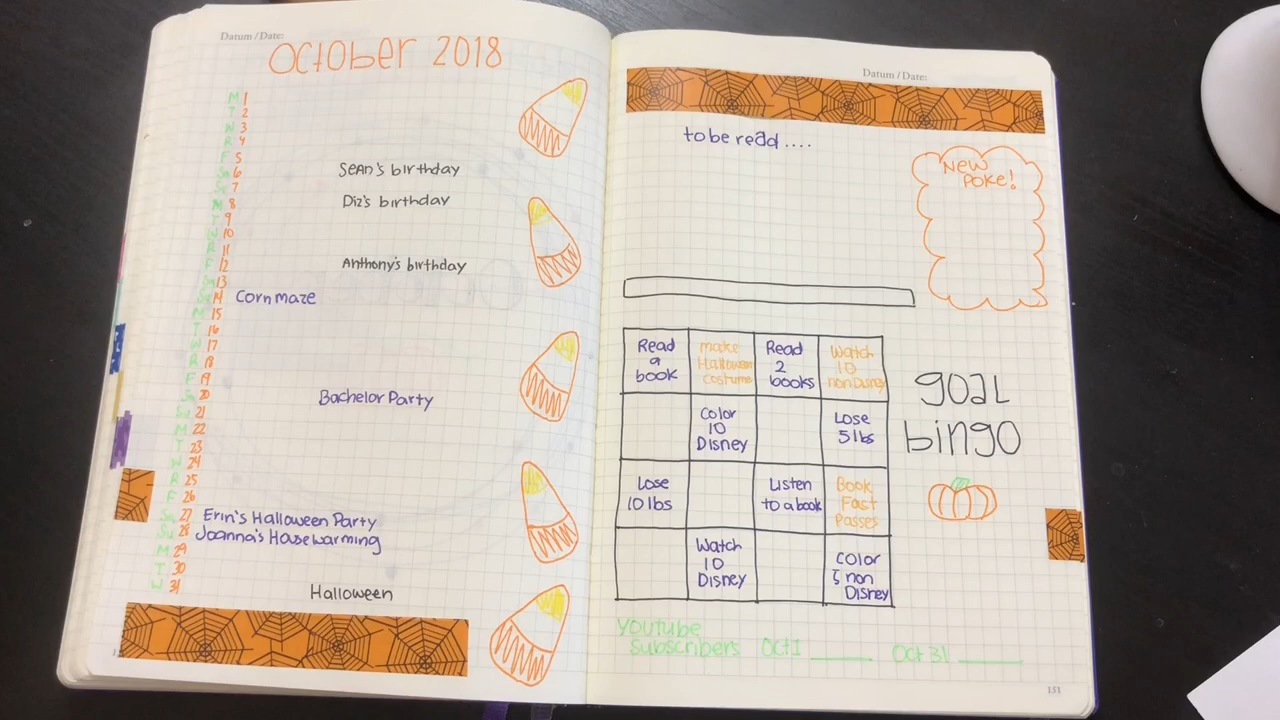 Datum / Date:
October 2018
M 1
T 2
W 3
R 4
F 5
Sa 6 Sean's birthday
Su 7
M 8 Diz's birthday
T 9
W 10
R 11
F 12 Anthony's birthday
Sa 13
Su 14 Corn maze
M 15
T 16
W 17
R 18
F 19
Sa 20 Bachelor Party
Su 21
M 22
T 23
W 24
R 25
F 26
Sa 27 Erin's Halloween Party
Su 28 Joanna's Housewarming
M 29
T 30
W 31 Halloween
Datum / Date:
to be read ....
New
Poke!
Read
a
book
make
Halloween
costume
Read
2
books
Watch
10
non Disney
Color
10
Disney
Lose
5 lbs
Lose
10 lbs
Listen
to a book
Book
Fast
Passes
Watch
10
Disney
Color
5 non
Disney
goal
bingo
Youtube
Subscribers Oct 1 ____ Oct 31 ____
151